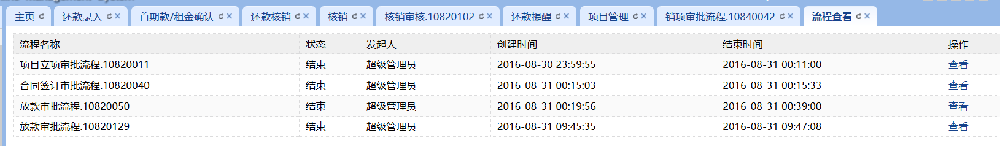 主页 还款录入 首期款/租金确认 还款核销 核销 核销审核.10820102 还款提醒 项目管理 销项审批流程.10840042 流程查看
流程名称 状态 发起人 创建时间 结束时间 操作
项目立项审批流程.10820011 结束 超级管理员 2016-08-30 23:59:55 2016-08-31 00:11:00 查看
合同签订审批流程.10820040 结束 超级管理员 2016-08-31 00:15:03 2016-08-31 00:15:33 查看
放款审批流程.10820050 结束 超级管理员 2016-08-31 00:19:56 2016-08-31 00:39:00 查看
放款审批流程.10820129 结束 超级管理员 2016-08-31 09:45:35 2016-08-31 09:47:08 查看